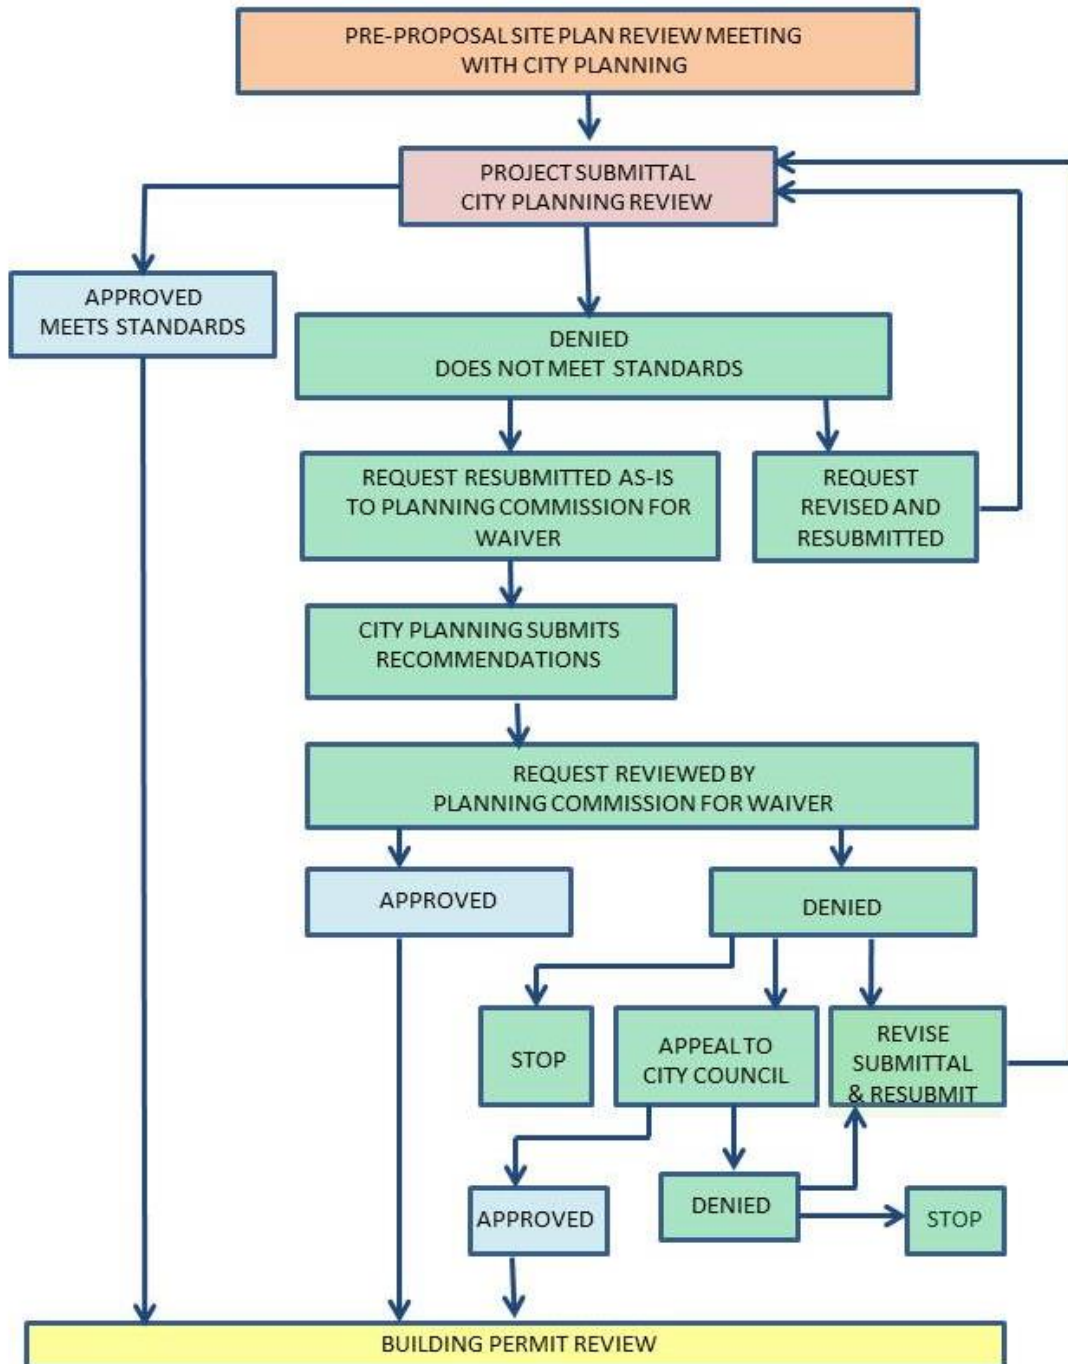 PRE-PROPOSAL SITE PLAN REVIEW MEETING
WITH CITY PLANNING
PROJECT SUBMITTAL
CITY PLANNING REVIEW
APPROVED
MEETS STANDARDS
DENIED
DOES NOT MEET STANDARDS
REQUEST RESUBMITTED AS-IS
TO PLANNING COMMISSION FOR
WAIVER
REQUEST
REVISED AND
RESUBMITTED
CITY PLANNING SUBMITS
RECOMMENDATIONS
REQUEST REVIEWED BY
PLANNING COMMISSION FOR WAIVER
APPROVED
DENIED
STOP
APPEAL TO
CITY COUNCIL
REVISE
SUBMITTAL
& RESUBMIT
APPROVED
DENIED
STOP
BUILDING PERMIT REVIEW